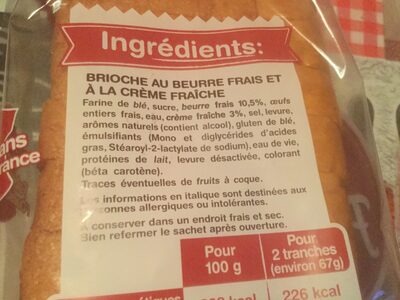 Ingrédients:
BRIOCHE AU BEURRE FRAIS ET
À LA CRÈME FRAÎCHE
Farine de blé, sucre, beurre frais 10,5%, œufs
entiers frais, eau, crème fraîche 3%, sel, levure,
arômes naturels (contient alcool), gluten de blé,
émulsifiants (Mono et diglycérides d'acides
gras, Stéaroyl-2-lactylate de sodium), eau de vie,
protéines de lait, levure désactivée, colorant
(béta carotène).
Traces éventuelles de fruits à coque.
Les informations en italique sont destinées aux
personnes allergiques ou intolérantes.
A conserver dans un endroit frais et sec.
Bien refermer le sachet après ouverture.
ans
rance
Pour
100 g
Pour
2 tranches
(environ 67g)
kcal
226 kcal